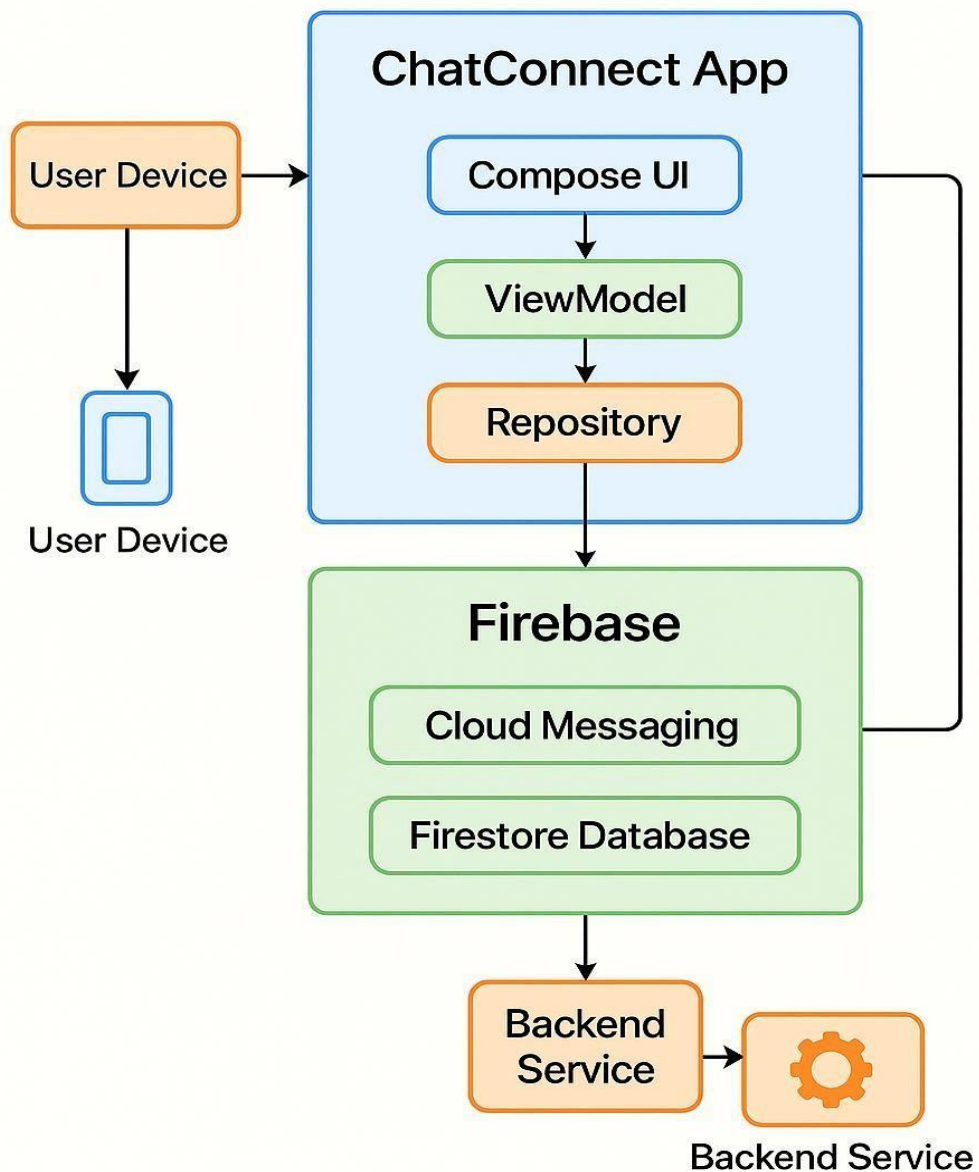 ChatConnect App
User Device
Compose UI
ViewModel
Repository
User Device
Firebase
Cloud Messaging
Firestore Database
Backend
Service
Backend Service